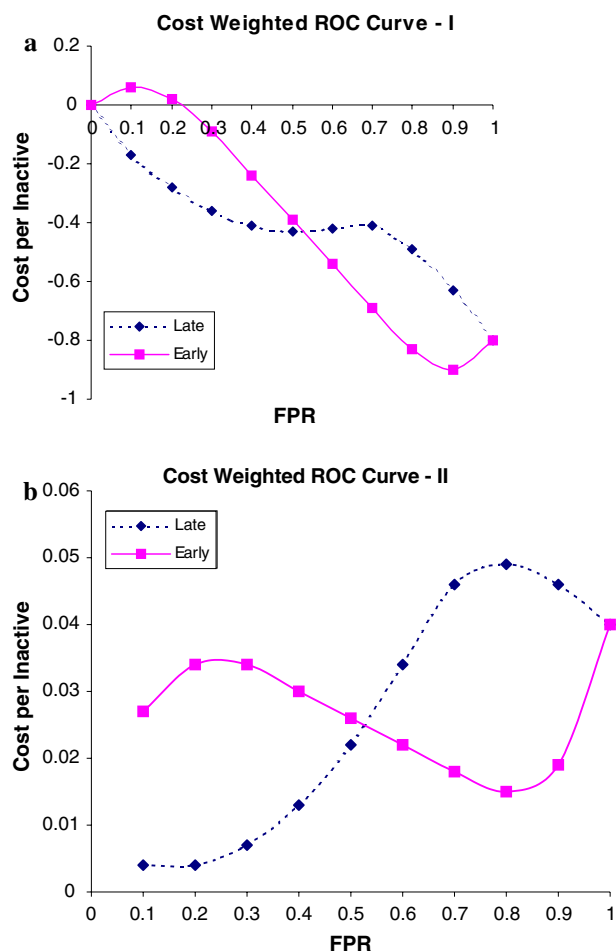 a
Cost Weighted ROC Curve - I
0.2
0
-0.2
-0.4
-0.6
-0.8
-1
0 0.1 0.2 0.3 0.4 0.5 0.6 0.7 0.8 0.9 1
Cost per Inactive
Late
Early
FPR
b
Cost Weighted ROC Curve - II
0.06
0.05
0.04
0.03
0.02
0.01
0
Late
Early
Cost per Inactive
0 0.1 0.2 0.3 0.4 0.5 0.6 0.7 0.8 0.9 1
FPR